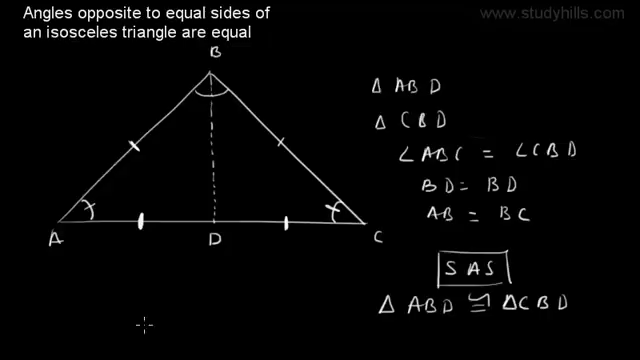 Angles opposite to equal sides of
an isosceles triangle are equal
www.studyhills.com
B
A
D
C
Δ ABD
Δ CBD
∠ABC = ∠CBD
BD = BD
AB = BC
SAS
Δ ABD ≅ ΔCBD